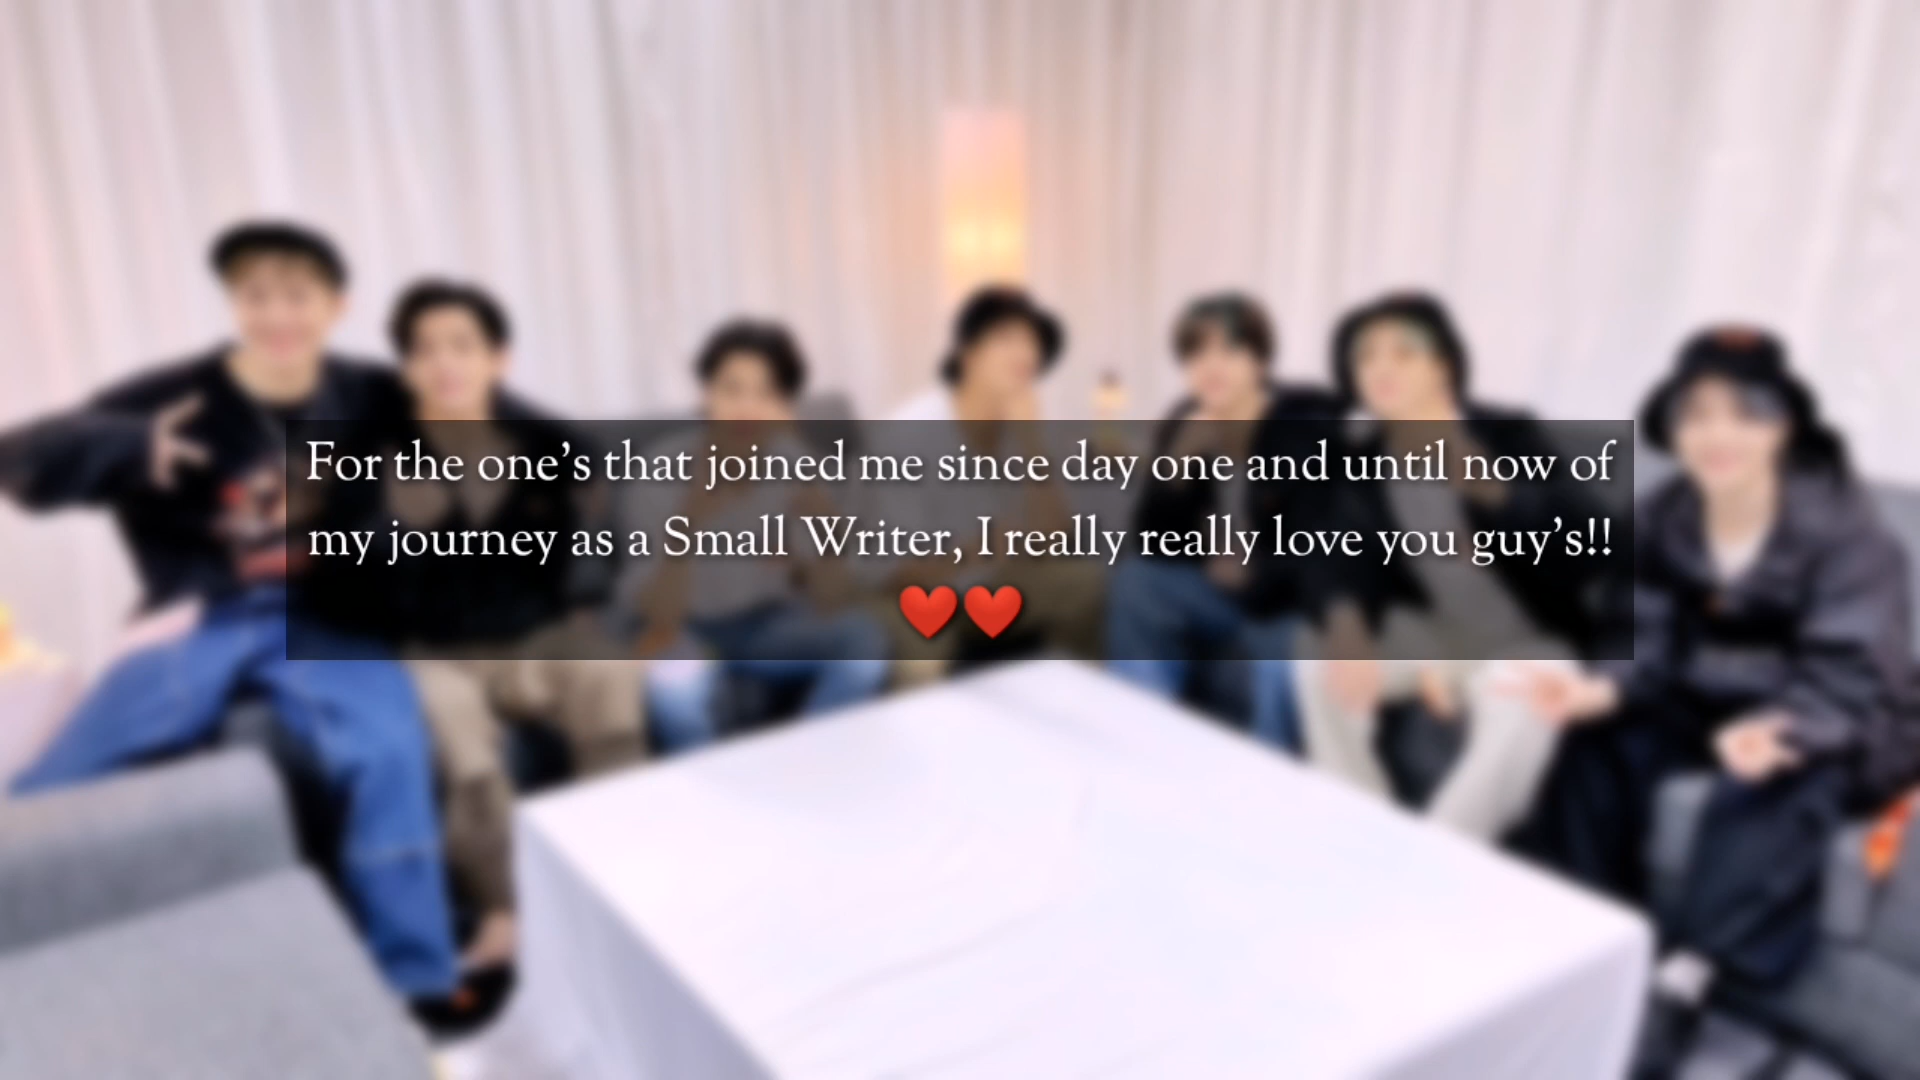 For the one’s that joined me since day one and until now of
my journey as a Small Writer, I really really love you guy’s!!
❤️❤️